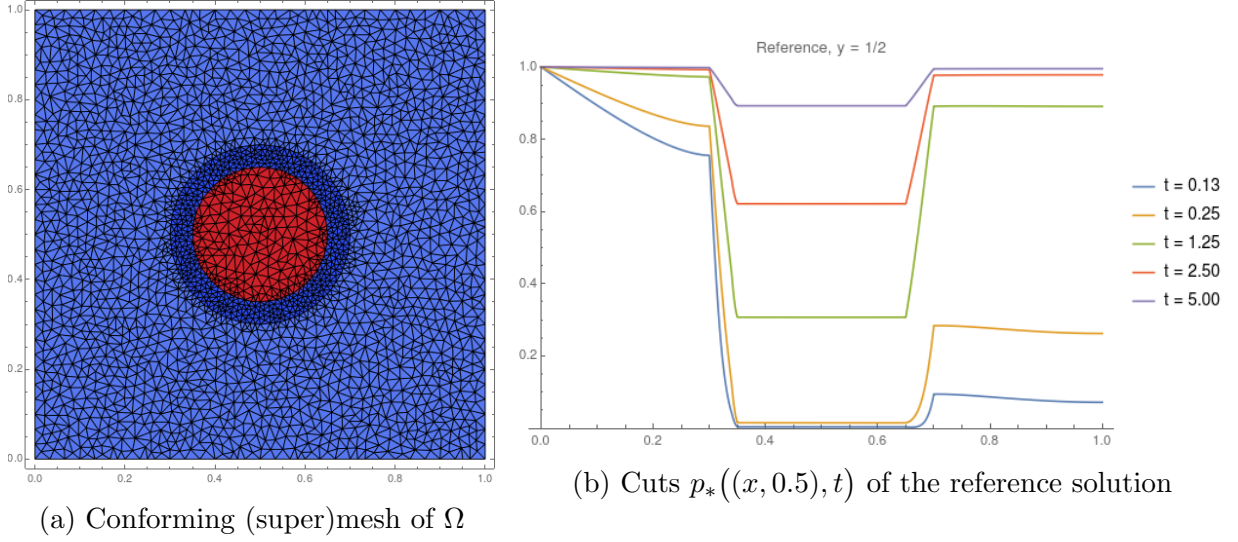 1.0
0.8
0.6
0.4
0.2
0.0
0.0 0.2 0.4 0.6 0.8 1.0
(a) Conforming (super)mesh of Ω
Reference, y = 1/2
1.0
0.8
0.6
0.4
0.2
0.0 0.2 0.4 0.6 0.8 1.0
t = 0.13
t = 0.25
t = 1.25
t = 2.50
t = 5.00
(b) Cuts p∗((x, 0.5), t) of the reference solution